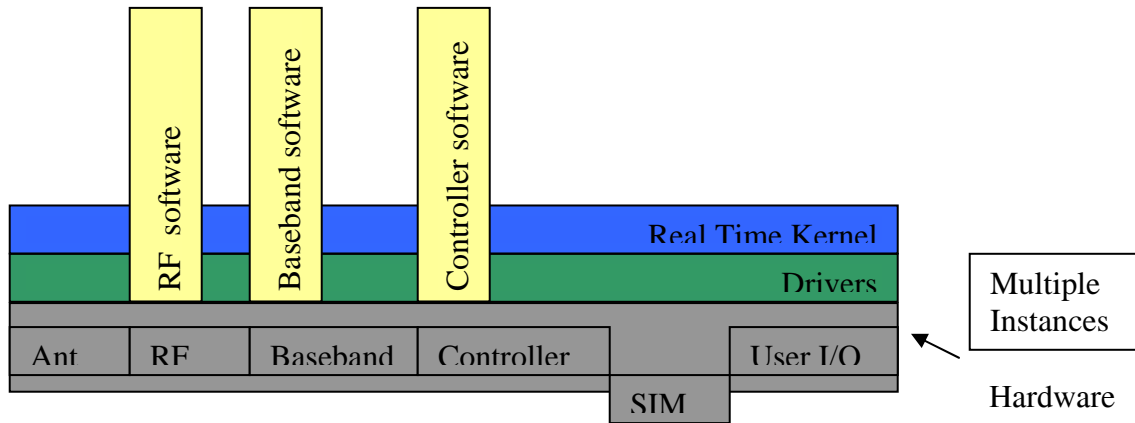 RF software
Baseband software
Controller software
Real Time Kernel
Drivers
Multiple
Instances
Ant
RF
Baseband
Controller
User I/O
SIM
Hardware